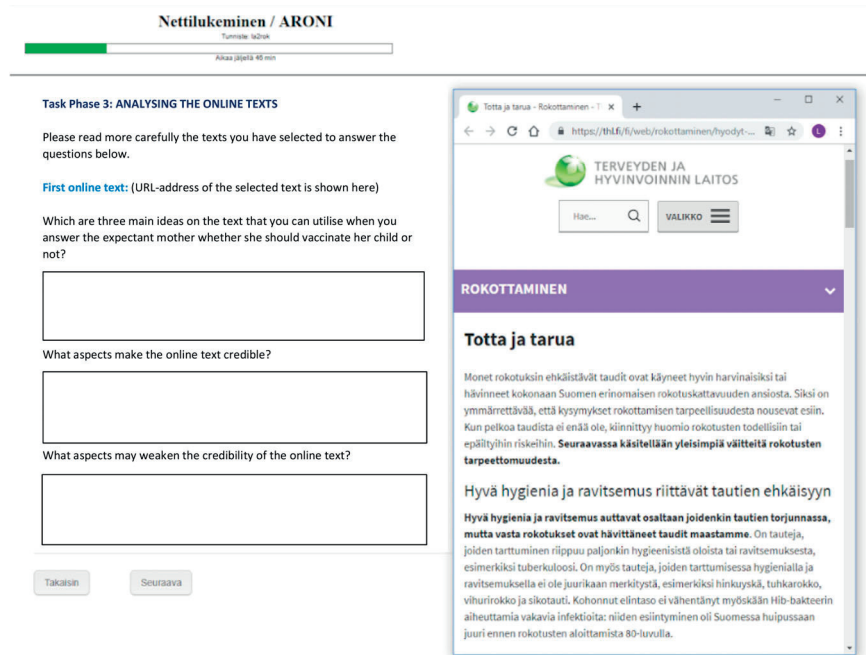 Nettilukeminen / ARONI
Tunniste: la2rok
Aikaa jäljellä 46 min
Task Phase 3: ANALYSING THE ONLINE TEXTS
Please read more carefully the texts you have selected to answer the
questions below.
First online text: (URL-address of the selected text is shown here)
Which are three main ideas on the text that you can utilise when you
answer the expectant mother whether she should vaccinate her child or
not?
What aspects make the online text credible?
What aspects may weaken the credibility of the online text?
Takaisin
Seuraava
Totta ja tarua - Rokottaminen - T
https://thl.fi/fi/web/rokottaminen/hyodyt-...
L
TERVEYDEN JA
HYVINVOINNIN LAITOS
Hae...
VALIKKO
ROKOTTAMINEN
Totta ja tarua
Monet rokotuksin ehkäistävät taudit ovat käyneet hyvin harvinaisiksi tai
hävinneet kokonaan Suomen erinomaisen rokotuskattavuuden ansiosta. Siksi on
ymmärrettävää, että kysymykset rokottamisen tarpeellisuudesta nousevat esiin.
Kun pelkoa taudista ei enää ole, kiinnittyy huomio rokotusten todellisiin tai
epäiltyihin riskeihin. Seuraavassa käsitellään yleisimpiä väitteitä rokotusten
tarpeettomuudesta.
Hyvä hygienia ja ravitsemus riittävät tautien ehkäisyyn
Hyvä hygienia ja ravitsemus auttavat osaltaan joidenkin tautien torjunnassa,
mutta vasta rokotukset ovat hävittäneet taudit maastamme. On tauteja,
joiden tarttuminen riippuu paljonkin hygieenisistä oloista tai ravitsemuksesta,
esimerkiksi tuberkuloosi. On myös tauteja, joiden tarttumisessa hygienialla ja
ravitsemuksella ei ole juurikaan merkitystä, esimerkiksi hinkuyskä, tuhkarokko,
vihurirokko ja sikotauti. Kohonnut elintaso ei vähentänyt myöskään Hib-bakteerin
aiheuttamia vakavia infektioita: niiden esiintyminen oli Suomessa huipussaan
juuri ennen rokotusten aloittamista 80-luvulla.